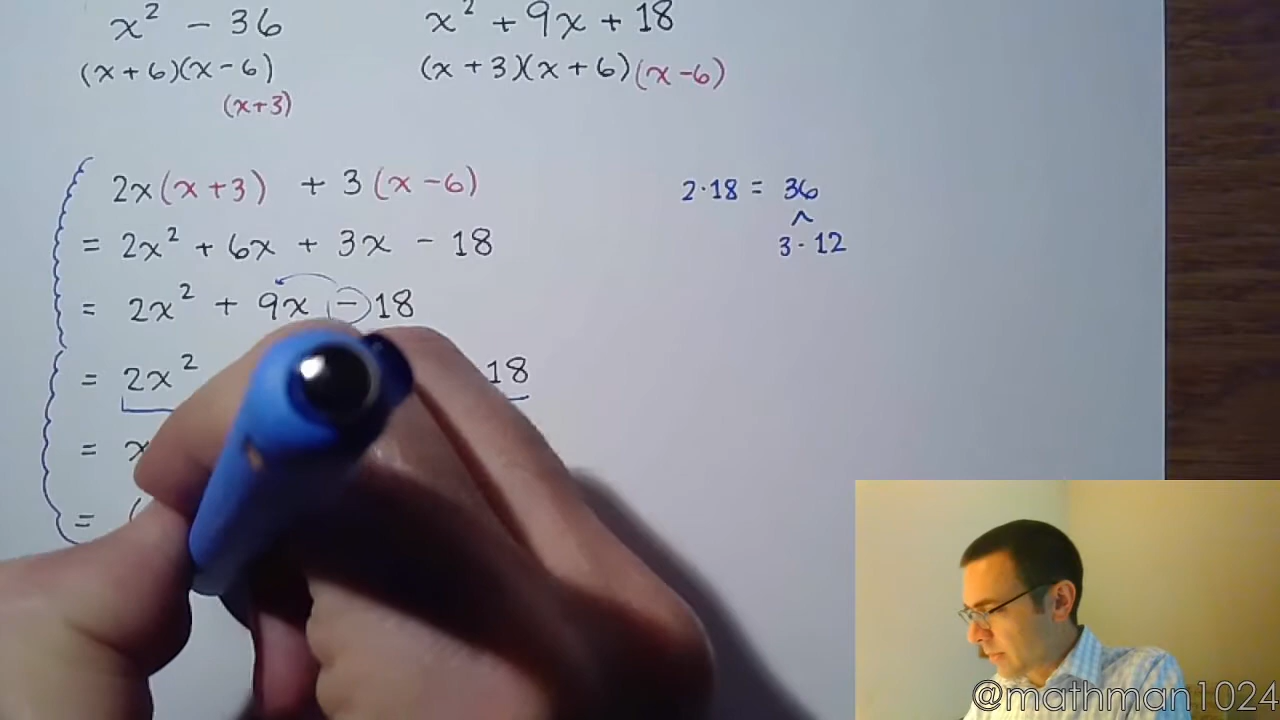 x² - 36 x² + 9x + 18
(x+6)(x-6) (x+3)(x+6)(x-6)
(x+3)
2x(x+3) + 3(x-6) 2·18 = 36
= 2x² + 6x + 3x - 18 3·12
= 2x² + 9x - 18
= 2x² 18
= x
= (
@mathman1024